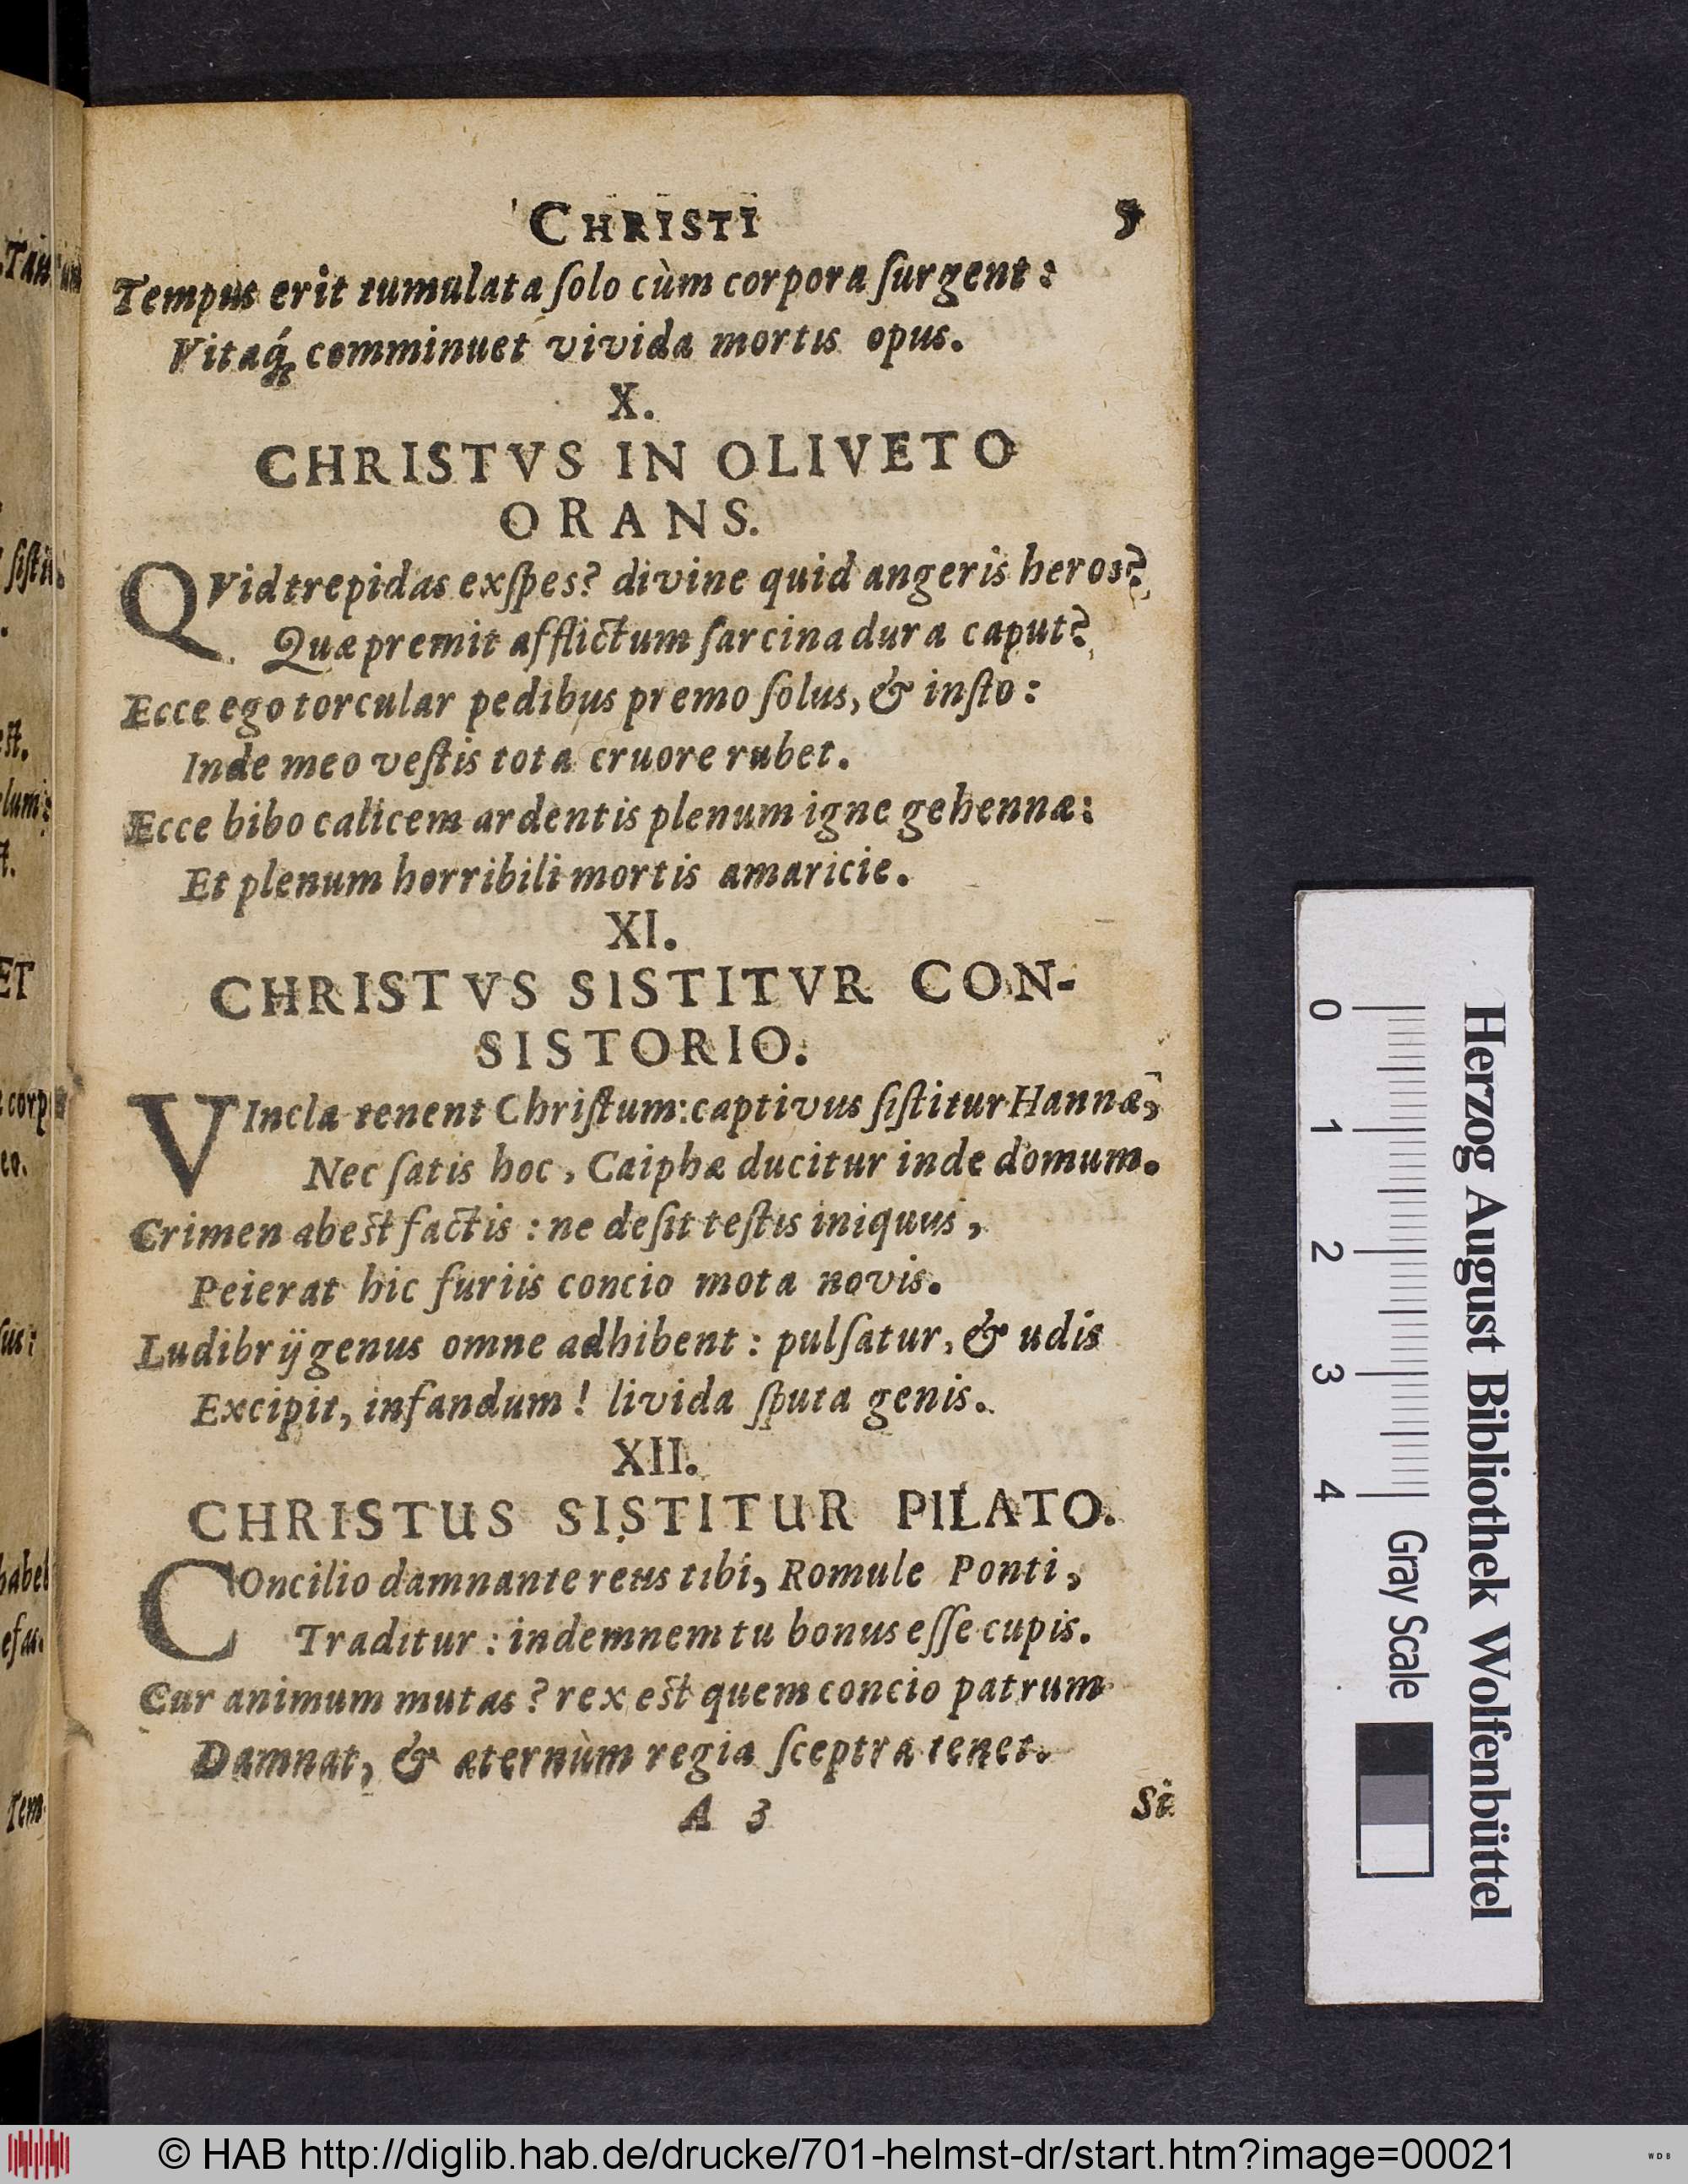 CHRISTI 5
Tempus erit tumulata ſolo cùm corpora ſurgent:
Vitaq́; comminuet vivida mortis opus.
X.
CHRISTVS IN OLIVETO
ORANS.
QVid trepidas exſpes? divine quid angeris heros?
Quæ premit afflictum ſarcina dura caput?
Ecce ego torcular pedibus premo ſolus, & inſto:
Inde meo veſtis tota cruore rubet.
Ecce bibo calicem ardentis plenum igne gehennæ:
Et plenum horribili mortis amaricie.
XI.
CHRISTVS SISTITVR CON-
SISTORIO.
VIncla tenent Chriſtum: captivus ſiſtitur Hannæ,
Nec ſatis hoc, Caiphæ ducitur inde domum.
Crimen abest factis: ne deſit teſtis iniquus,
Peierat hic furiis concio mota novis.
Ludibrij genus omne adhibent: pulſatur, & udis
Excipit, infandum! livida ſputa genis.
XII.
CHRISTUS SISTITUR PILATO.
COncilio damnante reus tibi, Romule Ponti,
Traditur: indemnem tu bonus eſſe cupis.
Cur animum mutas? rex est quem concio patrum
Damnat, & æternùm regia ſceptra tenet.
A 3 Si
Herzog August Bibliothek Wolfenbüttel
0 1 2 3 4 Gray Scale
© HAB http://diglib.hab.de/drucke/701-helmst-dr/start.htm?image=00021
WDB